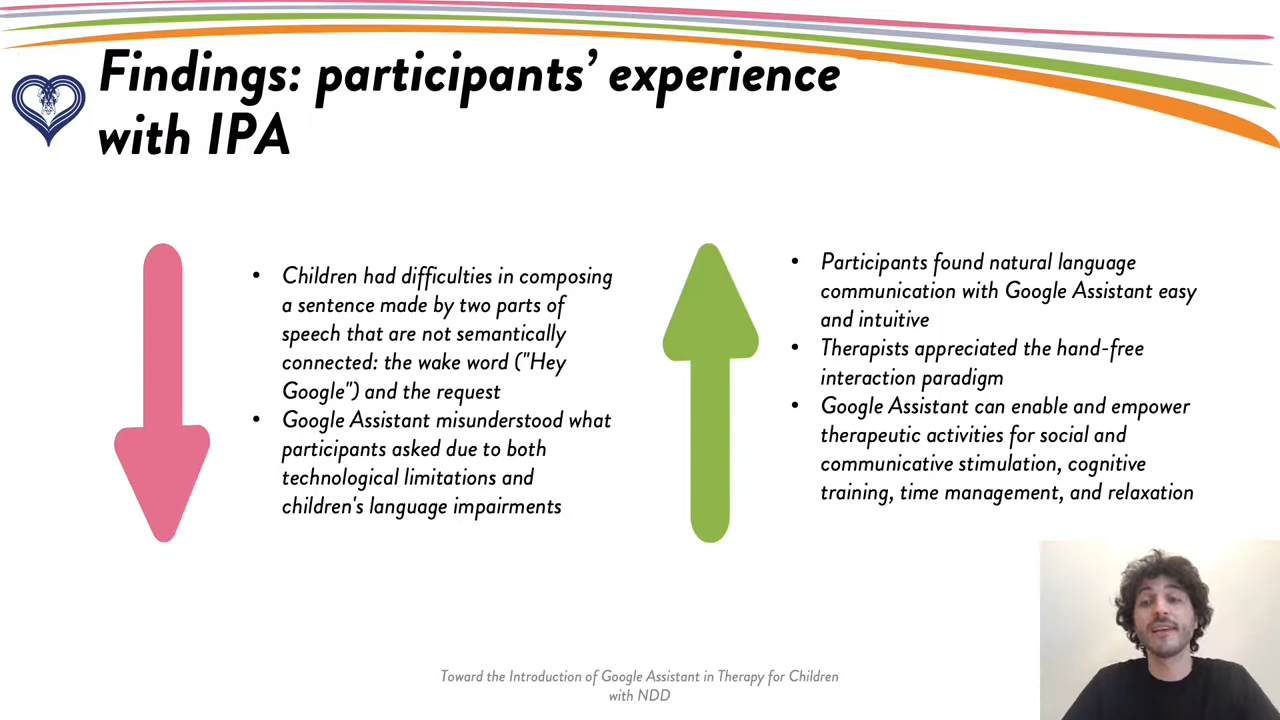 Findings: participants’ experience
with IPA
• Children had difficulties in composing
a sentence made by two parts of
speech that are not semantically
connected: the wake word ("Hey
Google") and the request
• Google Assistant misunderstood what
participants asked due to both
technological limitations and
children's language impairments
• Participants found natural language
communication with Google Assistant easy
and intuitive
• Therapists appreciated the hand-free
interaction paradigm
• Google Assistant can enable and empower
therapeutic activities for social and
communicative stimulation, cognitive
training, time management, and relaxation
Toward the Introduction of Google Assistant in Therapy for Children
with NDD